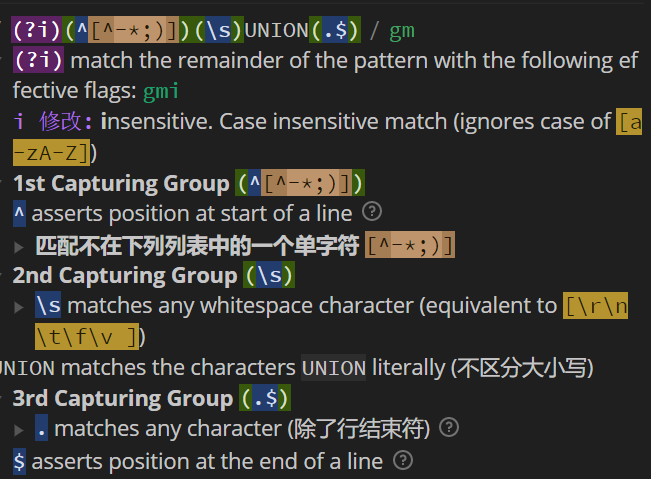 / (?i)(^[^-*;)])(\s)UNION(.$) / gm
(?i) match the remainder of the pattern with the following ef
fective flags: gmi
i 修改: insensitive. Case insensitive match (ignores case of [a
-zA-Z])
1st Capturing Group (^[^-*;)])
^ asserts position at start of a line ?
匹配不在下列列表中的一个单字符 [^-*;)]
2nd Capturing Group (\s)
\s matches any whitespace character (equivalent to [\r\n
\t\f\v ])
UNION matches the characters UNION literally (不区分大小写)
3rd Capturing Group (.$)
. matches any character (除了行结束符) ?
$ asserts position at the end of a line ?